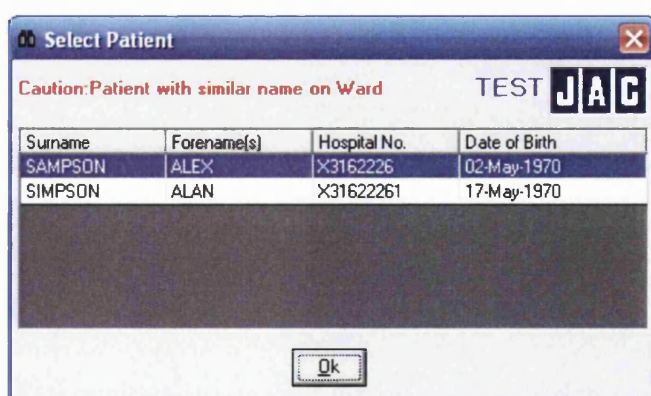 Select Patient
Caution:Patient with similar name on Ward
TEST JAC
Surname Forename(s) Hospital No. Date of Birth
SAMPSON ALEX X3162226 02-May-1970
SIMPSON ALAN X31622261 17-May-1970
Ok